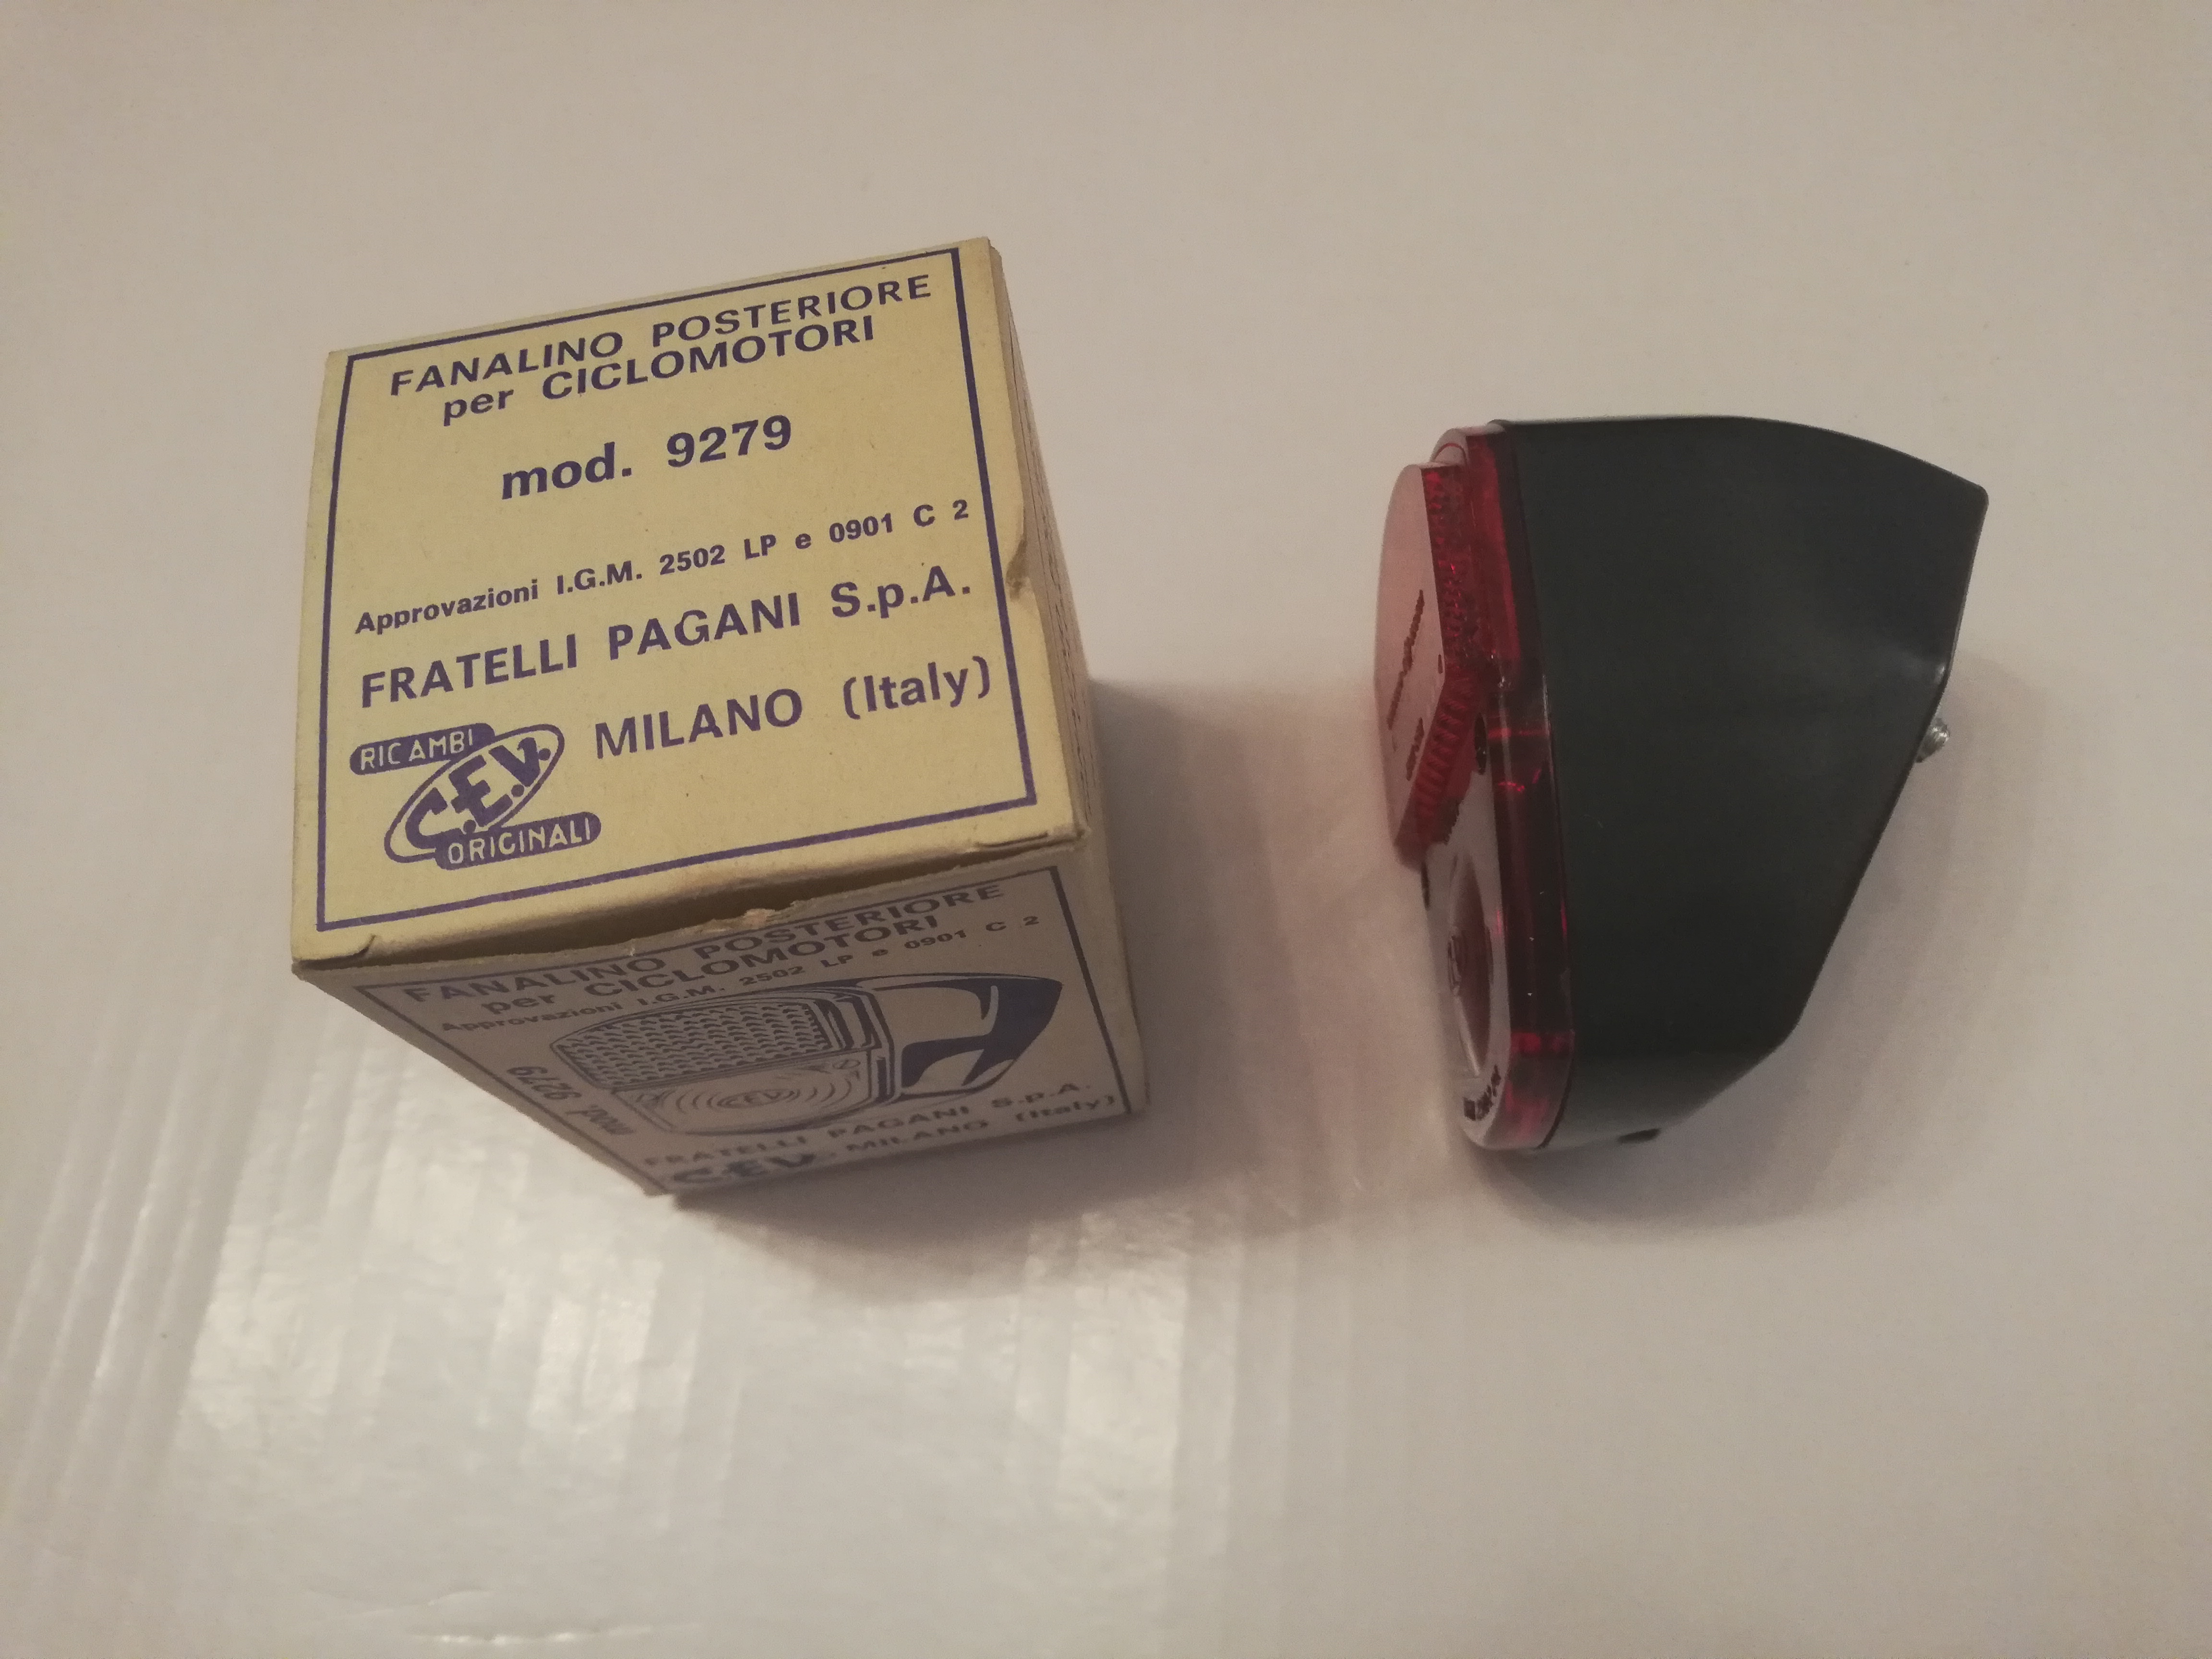 FANALINO POSTERIORE
per CICLOMOTORI
mod. 9279
Approvazioni I.G.M. 2502 LP e 0901 C 2
FRATELLI PAGANI S.p.A.
MILANO (Italy)
RICAMBI
C.E.V.
ORIGINALI
FANALINO POSTERIORE
per CICLOMOTORI
Approvazioni I.G.M. 2502 LP e 0901 C 2
mod. 9279
C.E.V.
FRATELLI PAGANI S.p.A.
C.E.V. MILANO (Italy)